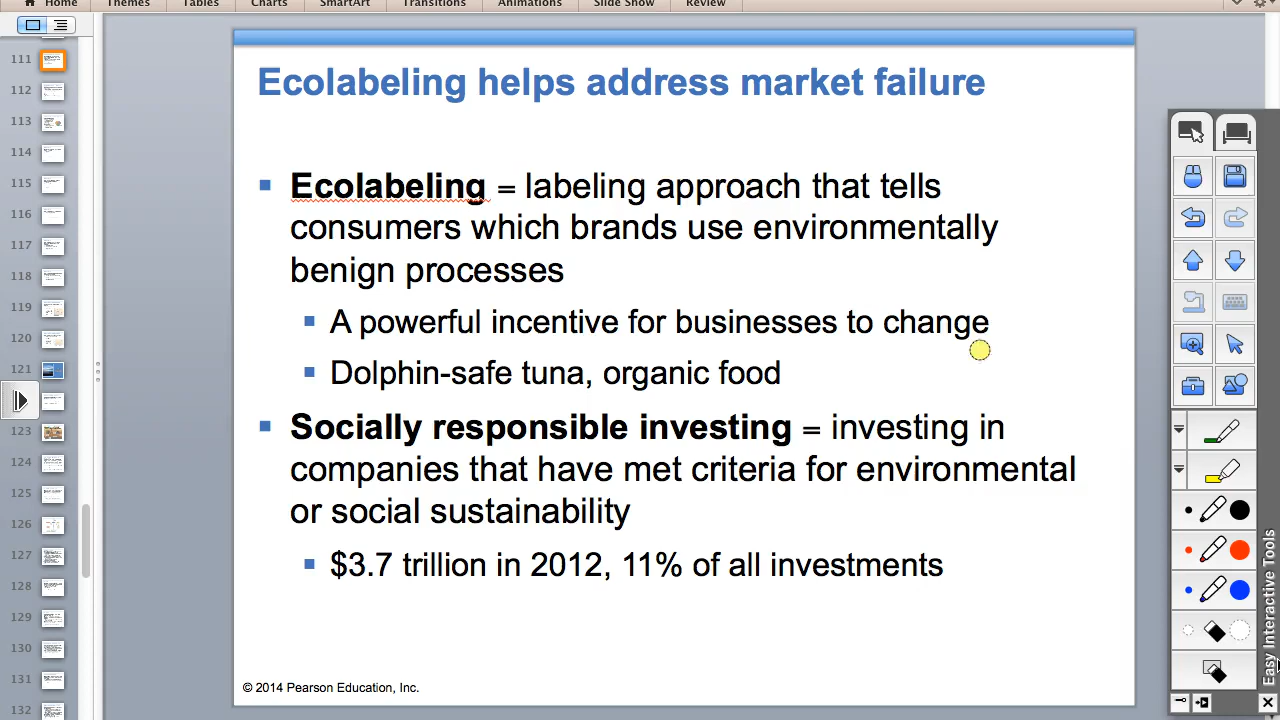 Home Themes Tables Charts SmartArt Transitions Animations Slide Show Review
111
112
113
114
115
116
117
118
119
120
121
123
124
125
126
127
128
129
130
131
132
Ecolabeling helps address market failure
Ecolabeling = labeling approach that tells
consumers which brands use environmentally
benign processes
A powerful incentive for businesses to change
Dolphin-safe tuna, organic food
Socially responsible investing = investing in
companies that have met criteria for environmental
or social sustainability
$3.7 trillion in 2012, 11% of all investments
© 2014 Pearson Education, Inc.
Easy Interactive Tools